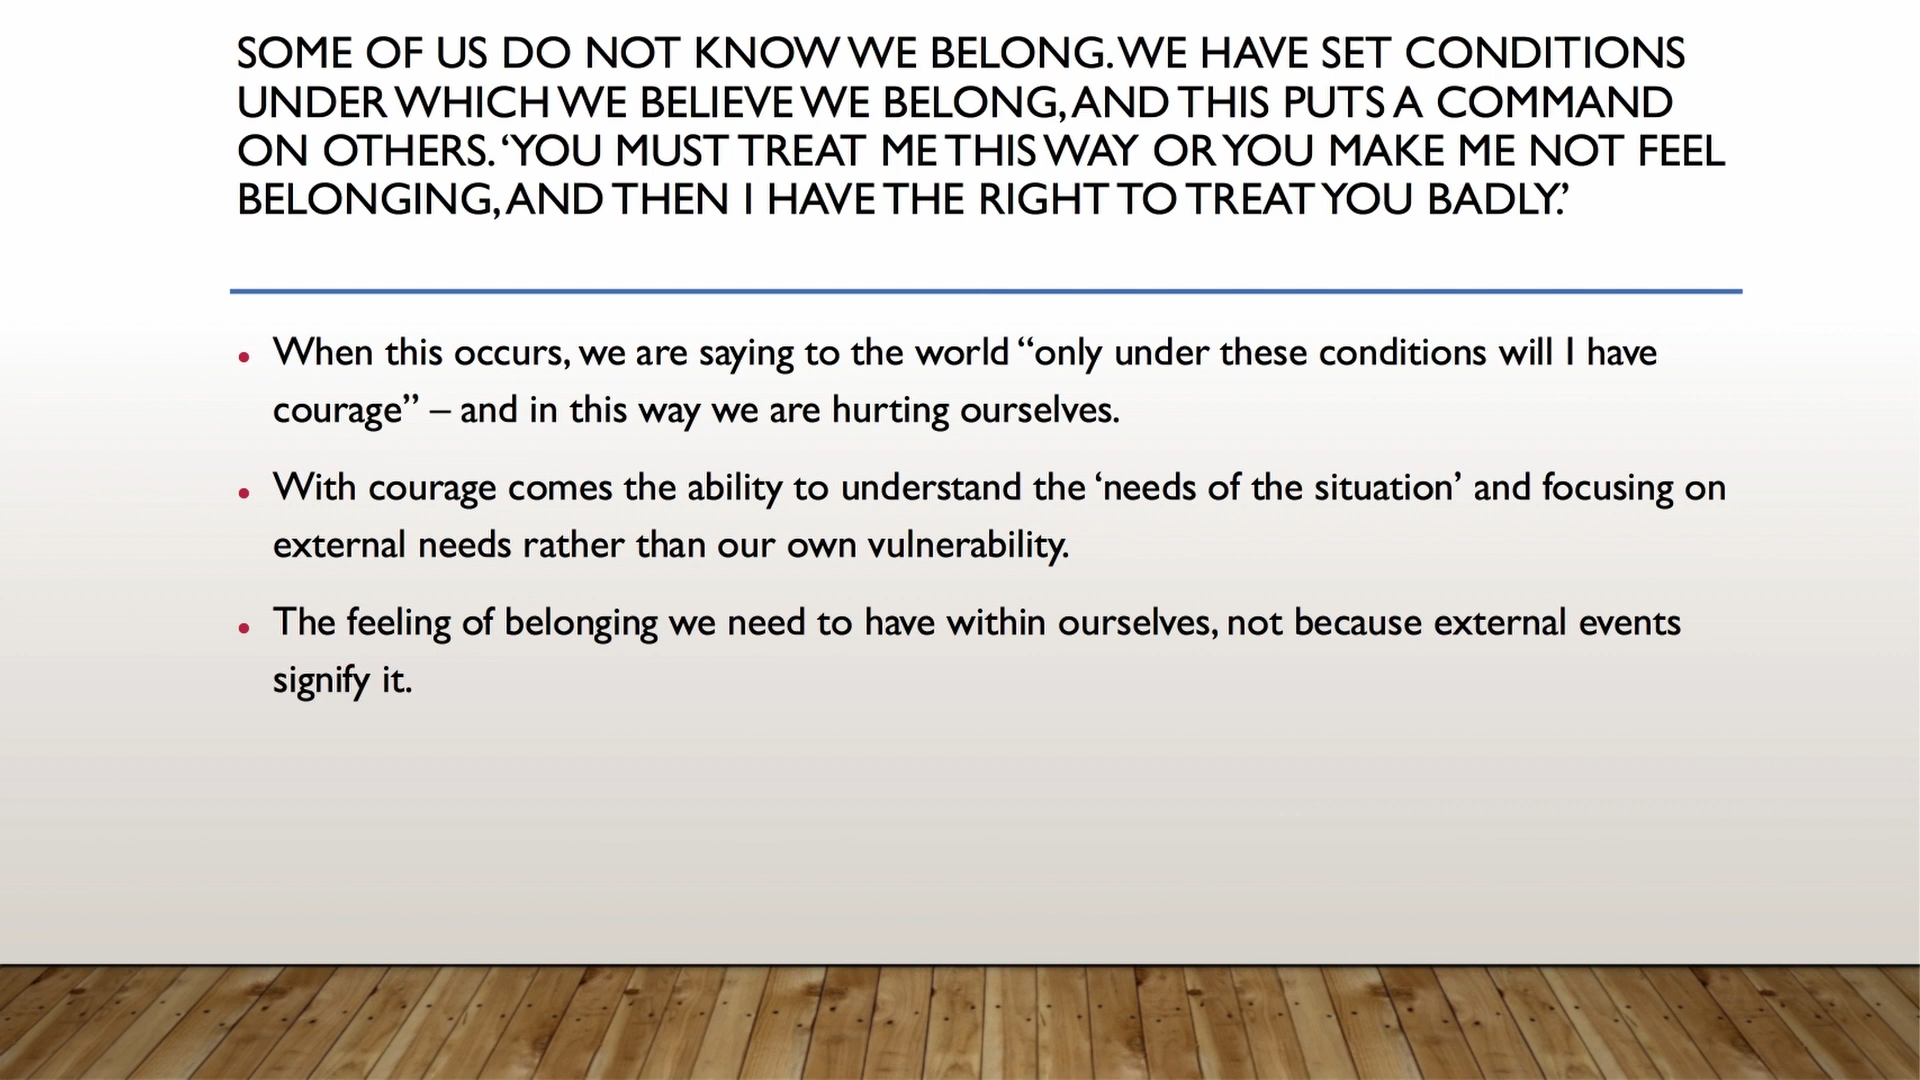 SOME OF US DO NOT KNOW WE BELONG. WE HAVE SET CONDITIONS
UNDER WHICH WE BELIEVE WE BELONG, AND THIS PUTS A COMMAND
ON OTHERS. ‘YOU MUST TREAT ME THIS WAY OR YOU MAKE ME NOT FEEL
BELONGING, AND THEN I HAVE THE RIGHT TO TREAT YOU BADLY.’
• When this occurs, we are saying to the world “only under these conditions will I have
courage” – and in this way we are hurting ourselves.
• With courage comes the ability to understand the ‘needs of the situation’ and focusing on
external needs rather than our own vulnerability.
• The feeling of belonging we need to have within ourselves, not because external events
signify it.